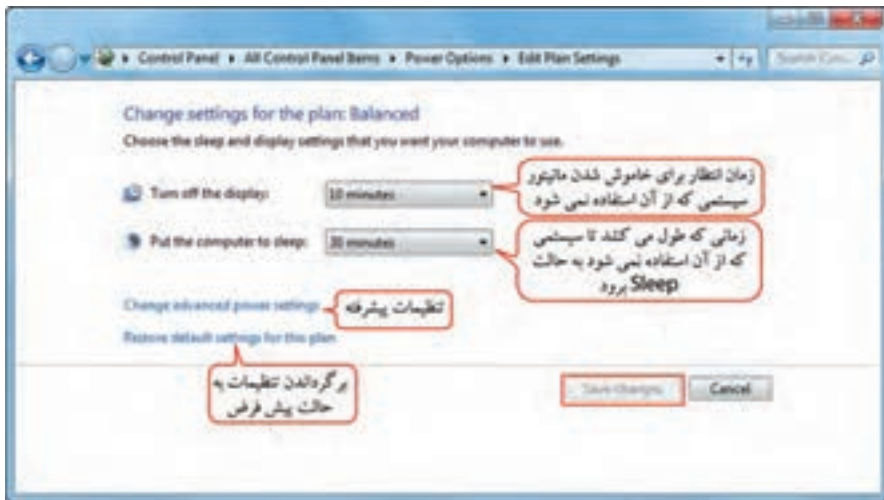 Control Panel ▸ All Control Panel Items ▸ Power Options ▸ Edit Plan Settings
Change settings for the plan: Balanced
Choose the sleep and display settings that you want your computer to use.
Turn off the display:
10 minutes
زمان انتظار برای خاموش شدن مانیتور
سیستمی که از آن استفاده نمی شود
Put the computer to sleep:
30 minutes
زمانی که طول می کشد تا سیستمی
که از آن استفاده نمی شود به حالت
Sleep برود
Change advanced power settings
تنظیمات پیشرفته
Restore default settings for this plan
برگرداندن تنظیمات به
حالت پیش فرض
Save changes
Cancel